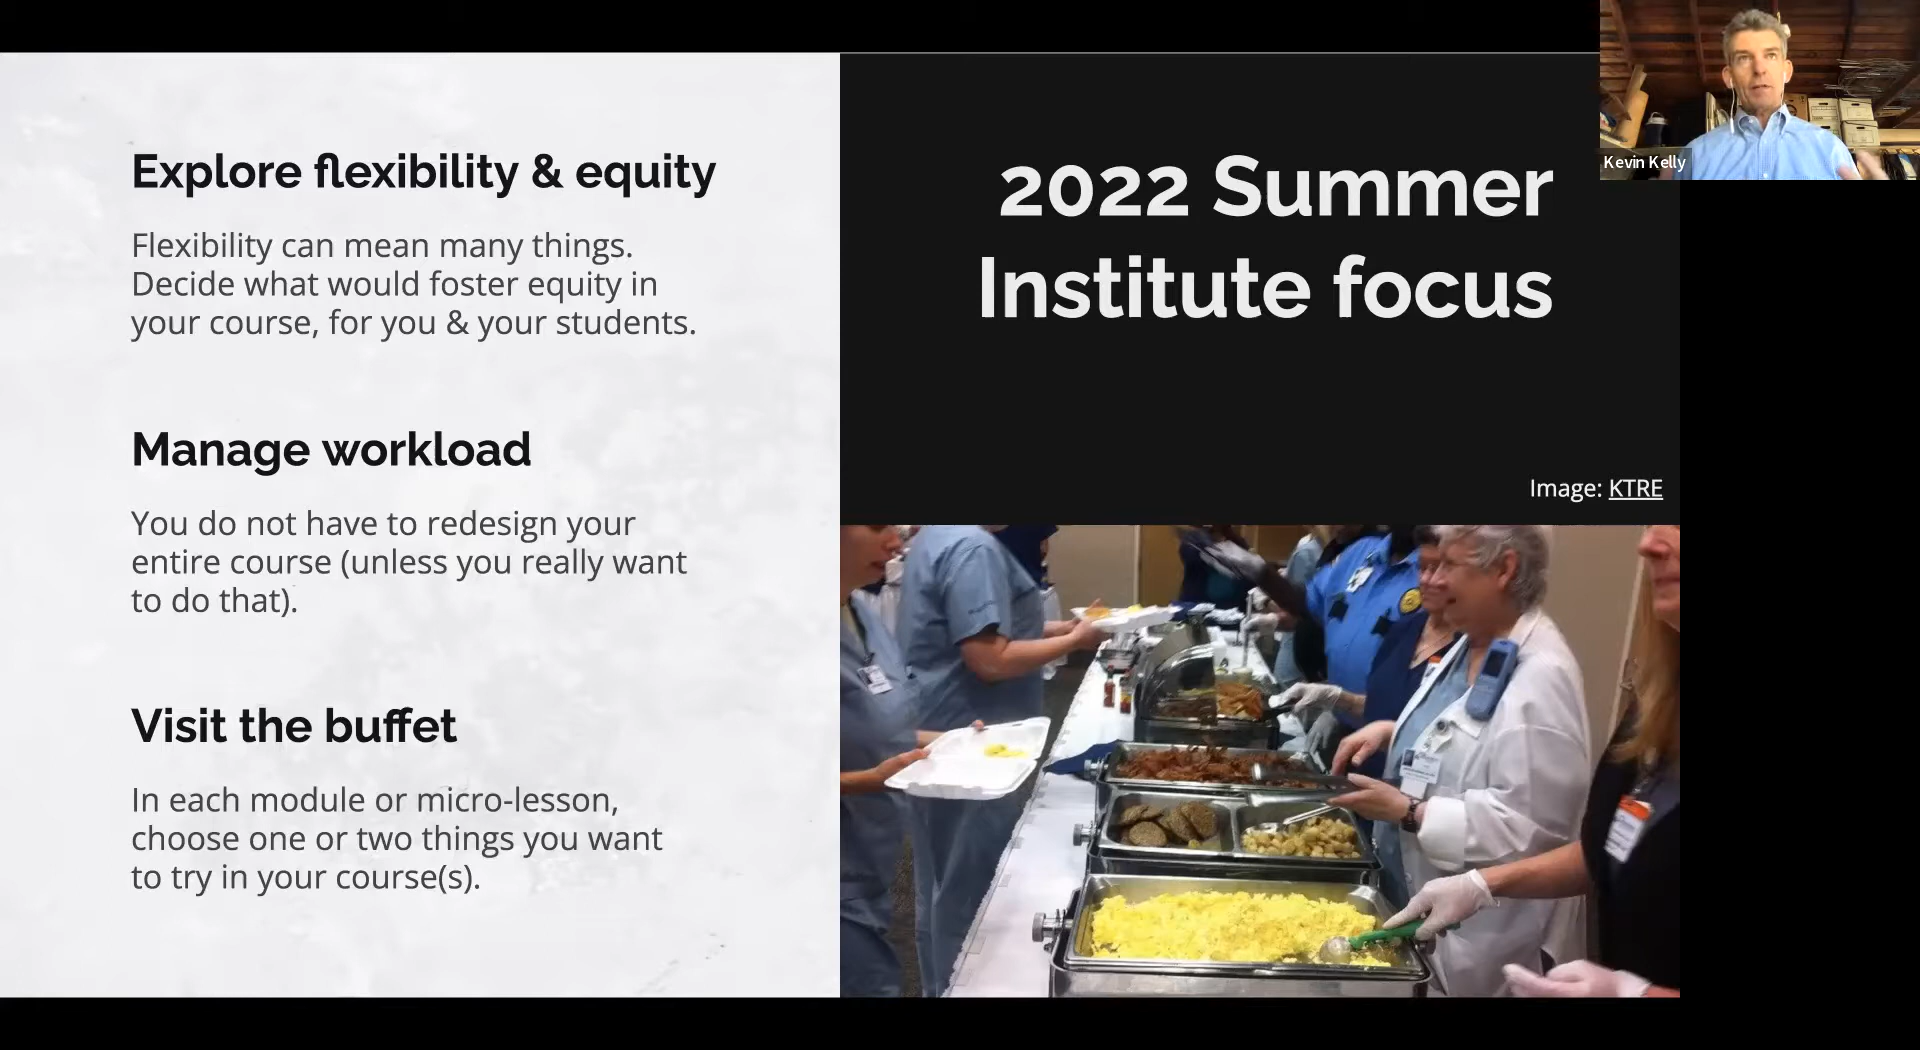 Explore flexibility & equity
Flexibility can mean many things.
Decide what would foster equity in
your course, for you & your students.
Manage workload
You do not have to redesign your
entire course (unless you really want
to do that).
Visit the buffet
In each module or micro-lesson,
choose one or two things you want
to try in your course(s).
2022 Summer
Institute focus
Image: KTRE
Kevin Kelly